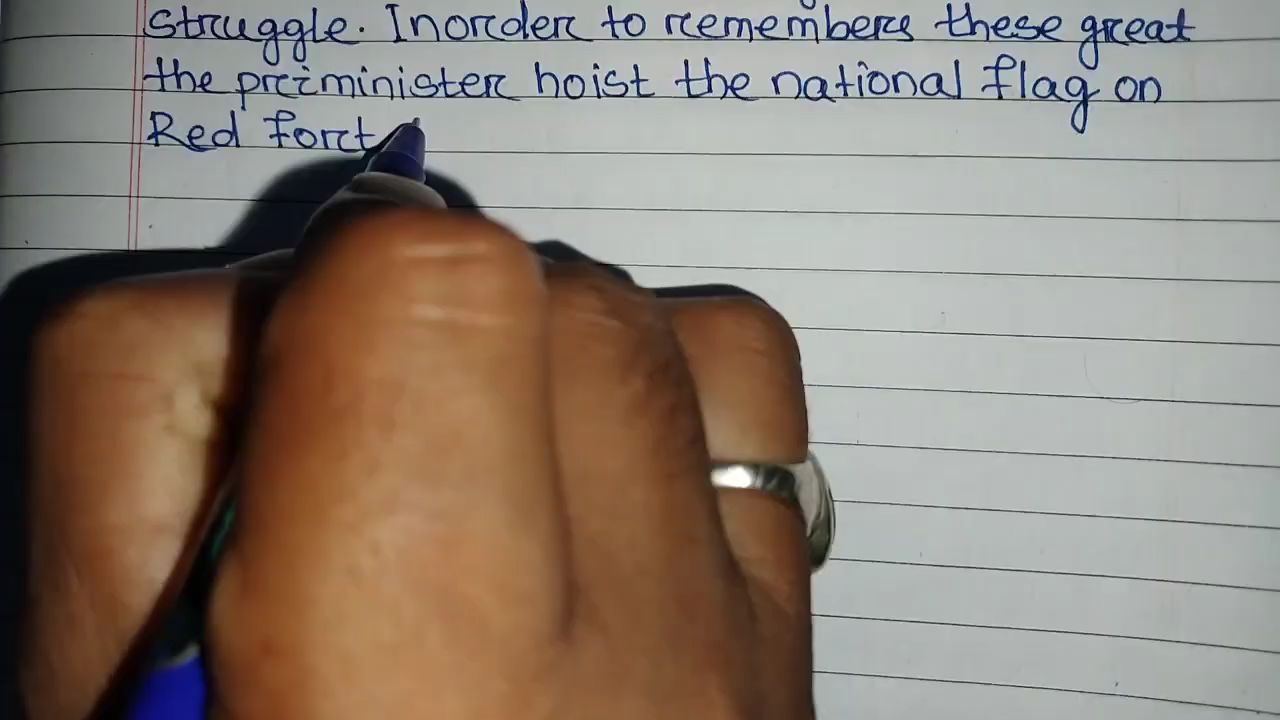 struggle. Inorder to remembers these great
the priminister hoist the national flag on
Red fort